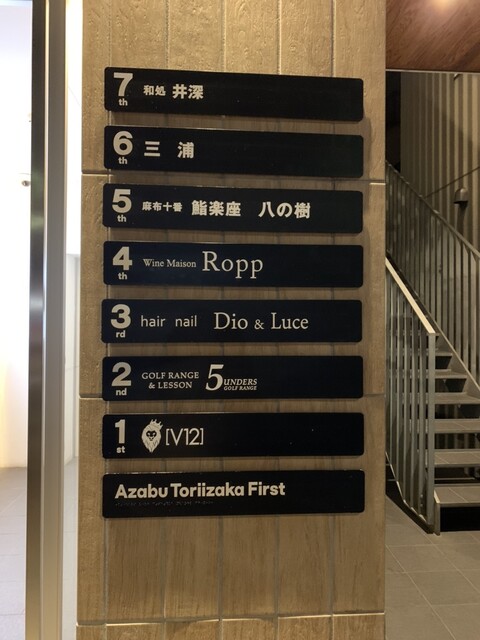 7th 和処 井深
6th 三 浦
5th 麻布十番 鮨楽座 八の樹
4th Wine Maison Ropp
3rd hair nail Dio & Luce
2nd GOLF RANGE & LESSON 5UNDERS GOLF RANGE
1st [V12]
Azabu Toriizaka First